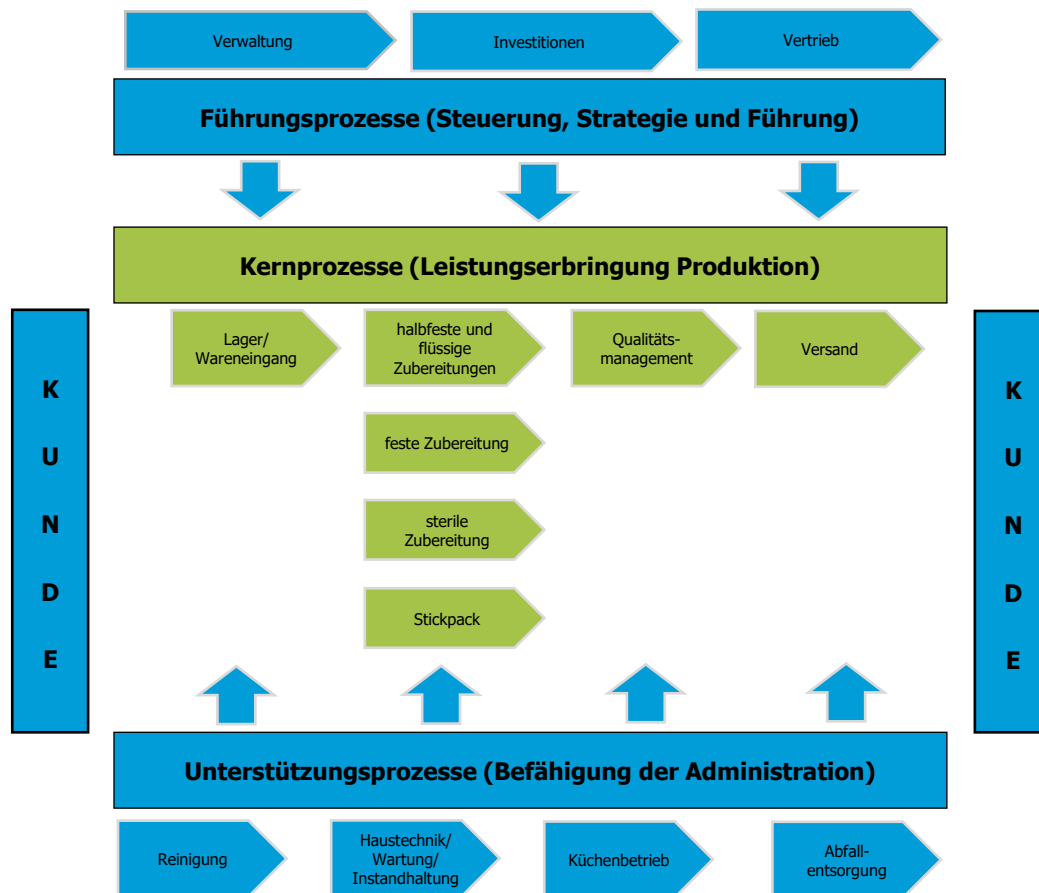 Verwaltung
Investitionen
Vertrieb
Führungsprozesse (Steuerung, Strategie und Führung)
Kernprozesse (Leistungserbringung Produktion)
K
U
N
D
E
Lager/
Wareneingang
halbfeste und
flüssige
Zubereitungen
Qualitäts-
management
Versand
feste Zubereitung
sterile
Zubereitung
Stickpack
K
U
N
D
E
Unterstützungsprozesse (Befähigung der Administration)
Reinigung
Haustechnik/
Wartung/
Instandhaltung
Küchenbetrieb
Abfall-
entsorgung